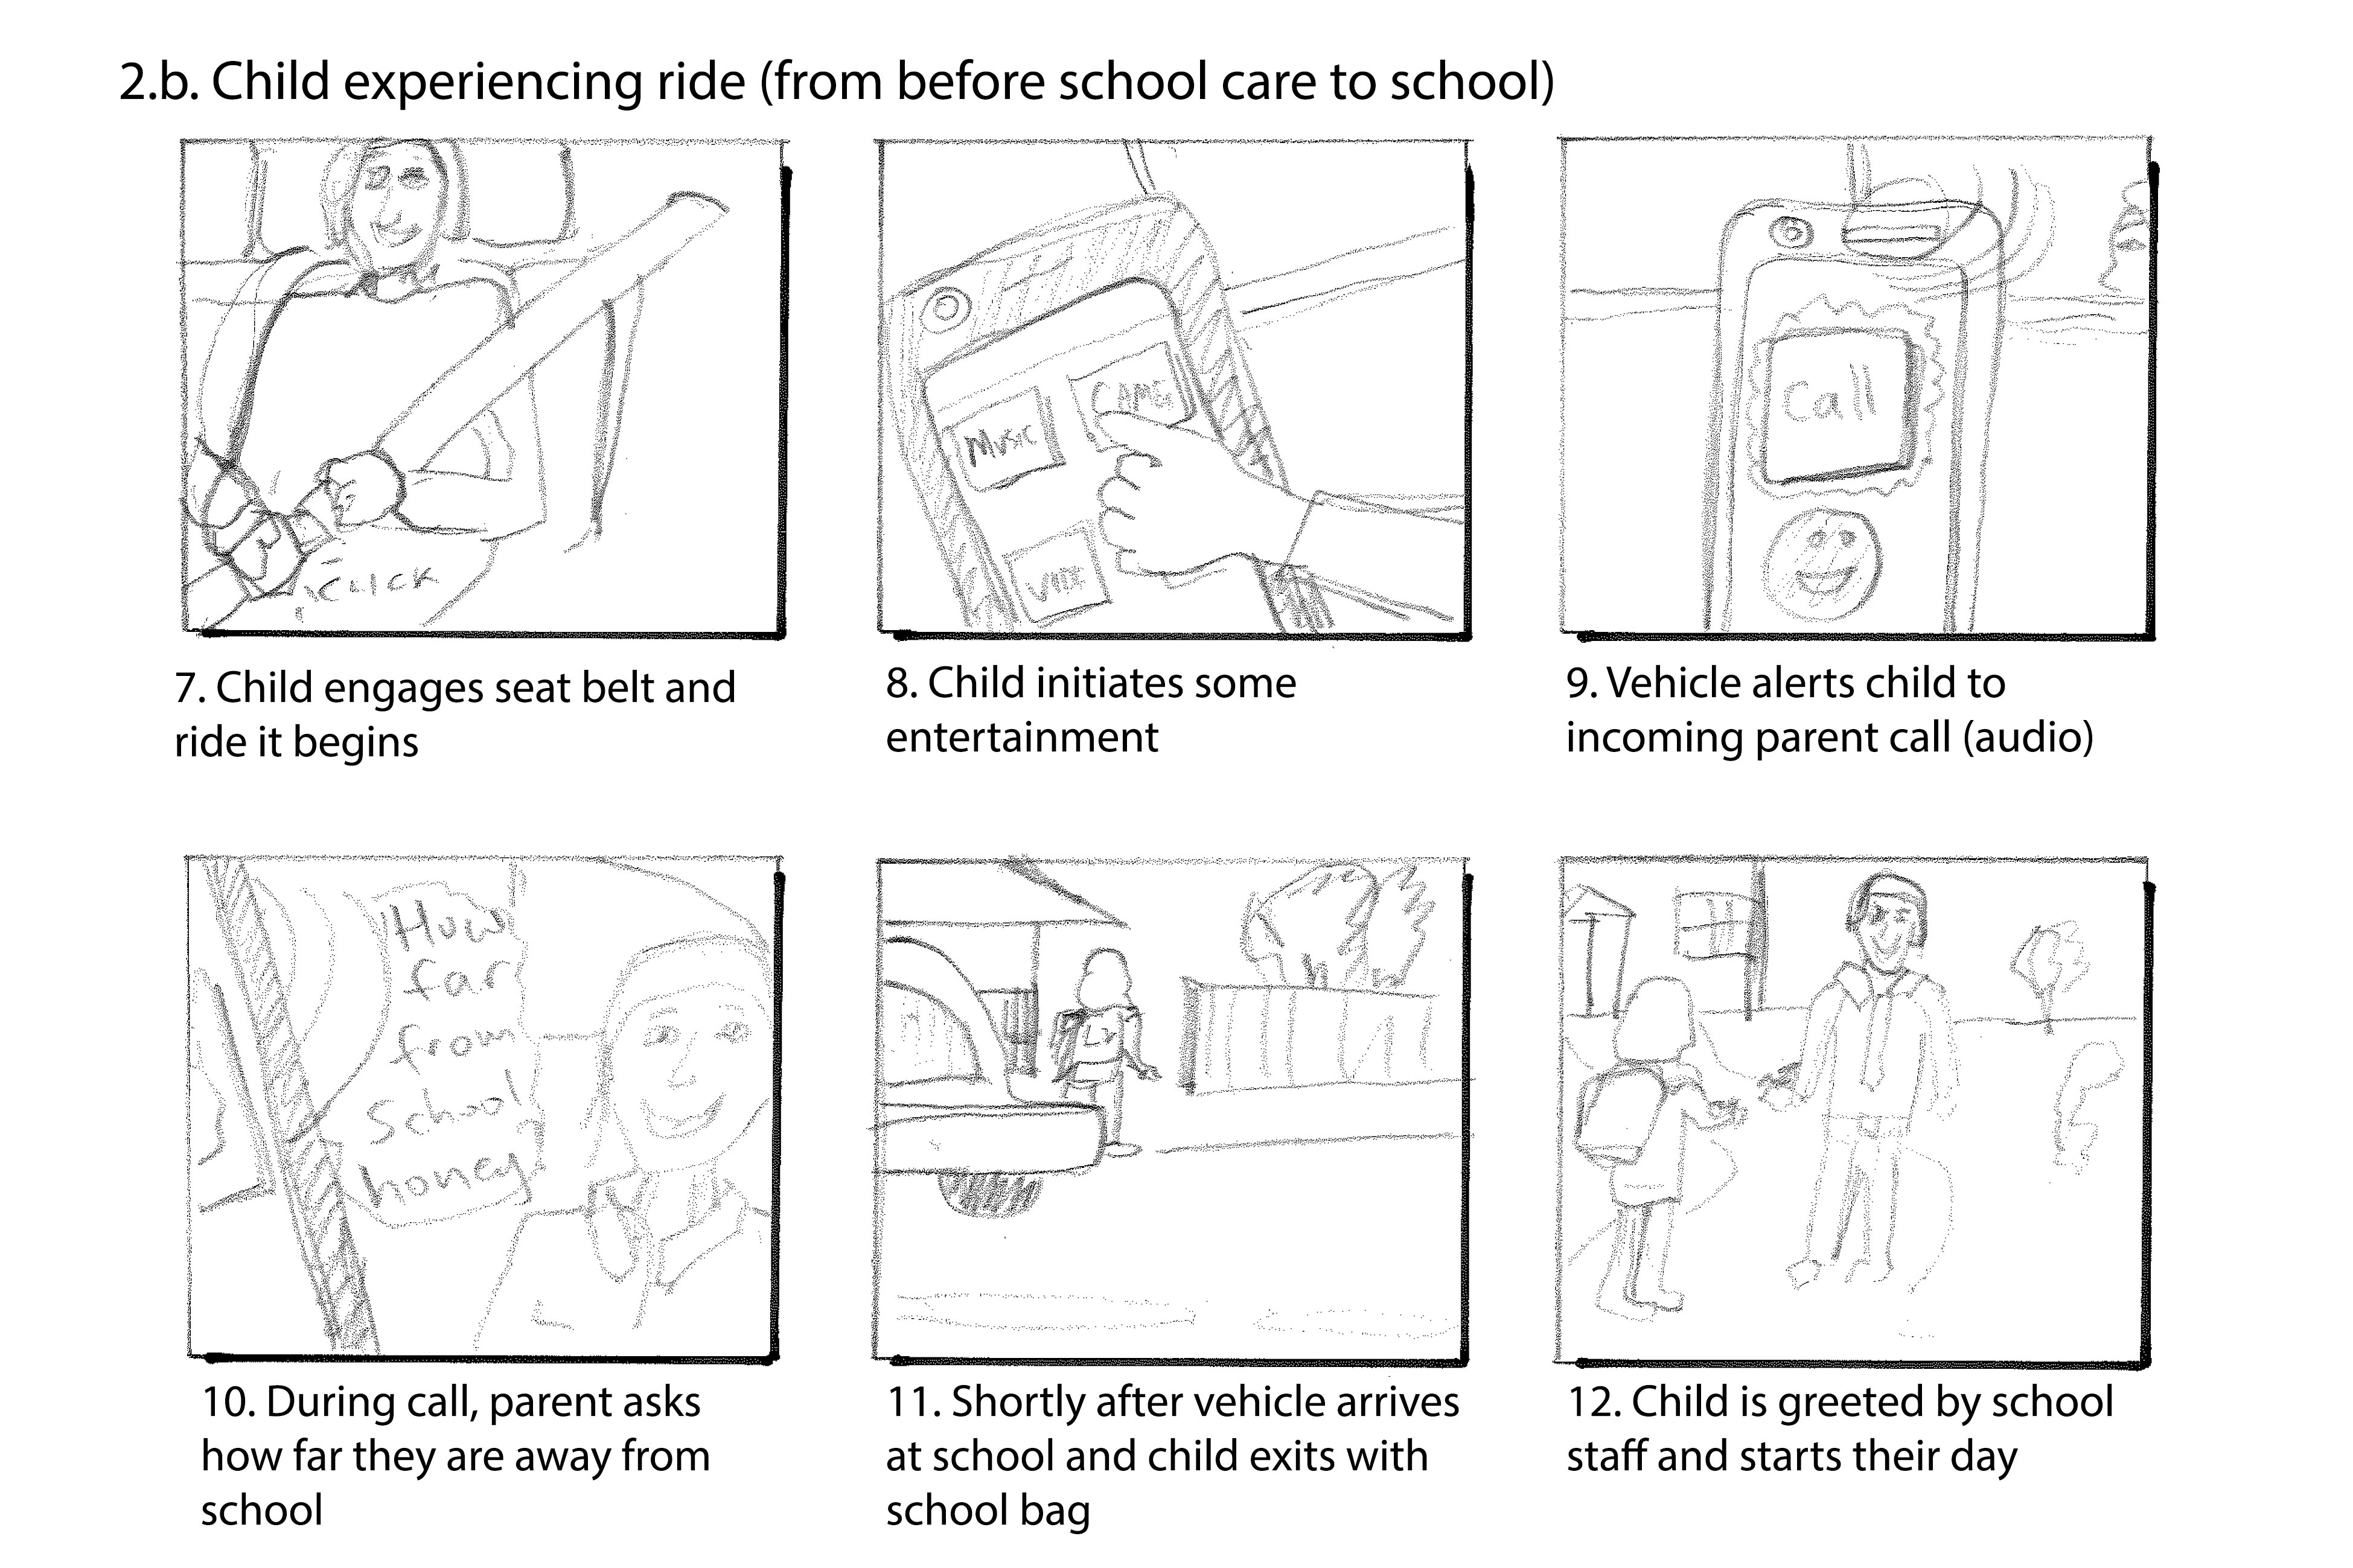 2.b. Child experiencing ride (from before school care to school)
CLICK
7. Child engages seat belt and
ride it begins
MUSIC
GAMES
8. Child initiates some
entertainment
Call
9. Vehicle alerts child to
incoming parent call (audio)
How
far
from
School
honey?
10. During call, parent asks
how far they are away from
school
11. Shortly after vehicle arrives
at school and child exits with
school bag
12. Child is greeted by school
staff and starts their day